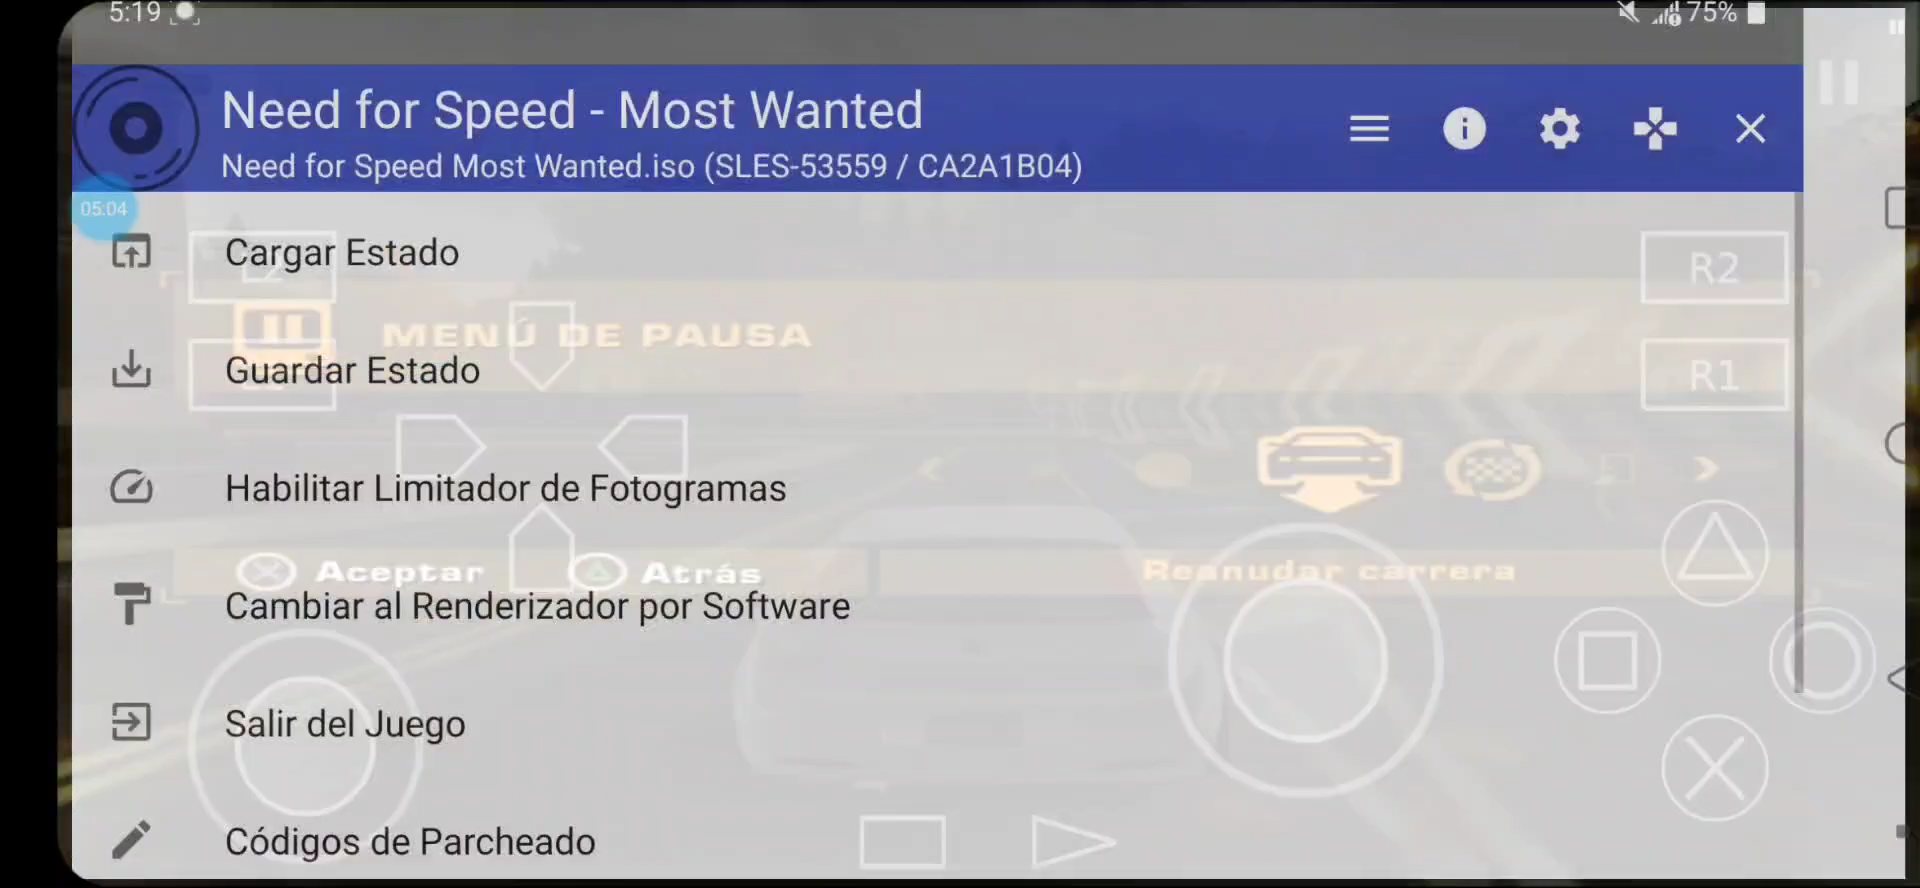 5:19
75%
Need for Speed - Most Wanted
Need for Speed Most Wanted.iso (SLES-53559 / CA2A1B04)
05:04
Cargar Estado
R2
MENÚ DE PAUSA
Guardar Estado
R1
Habilitar Limitador de Fotogramas
Aceptar
Atrás
Reanudar carrera
Cambiar al Renderizador por Software
Salir del Juego
Códigos de Parcheado